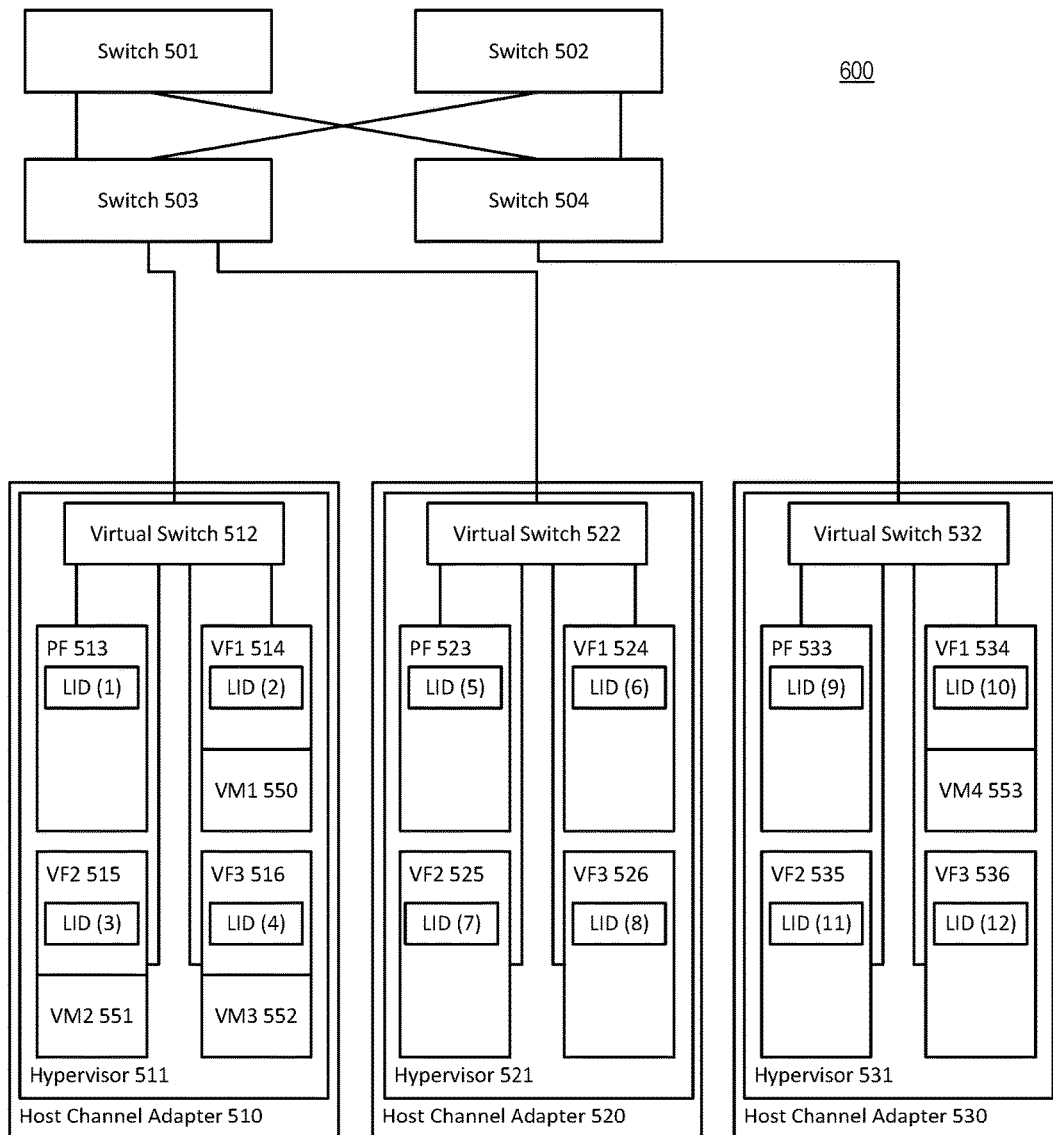 Switch 501
Switch 502
600
Switch 503
Switch 504
Virtual Switch 512
PF 513
LID (1)
VF1 514
LID (2)
VM1 550
VF2 515
LID (3)
VM2 551
VF3 516
LID (4)
VM3 552
Hypervisor 511
Host Channel Adapter 510
Virtual Switch 522
PF 523
LID (5)
VF1 524
LID (6)
VF2 525
LID (7)
VF3 526
LID (8)
Hypervisor 521
Host Channel Adapter 520
Virtual Switch 532
PF 533
LID (9)
VF1 534
LID (10)
VM4 553
VF2 535
LID (11)
VF3 536
LID (12)
Hypervisor 531
Host Channel Adapter 530